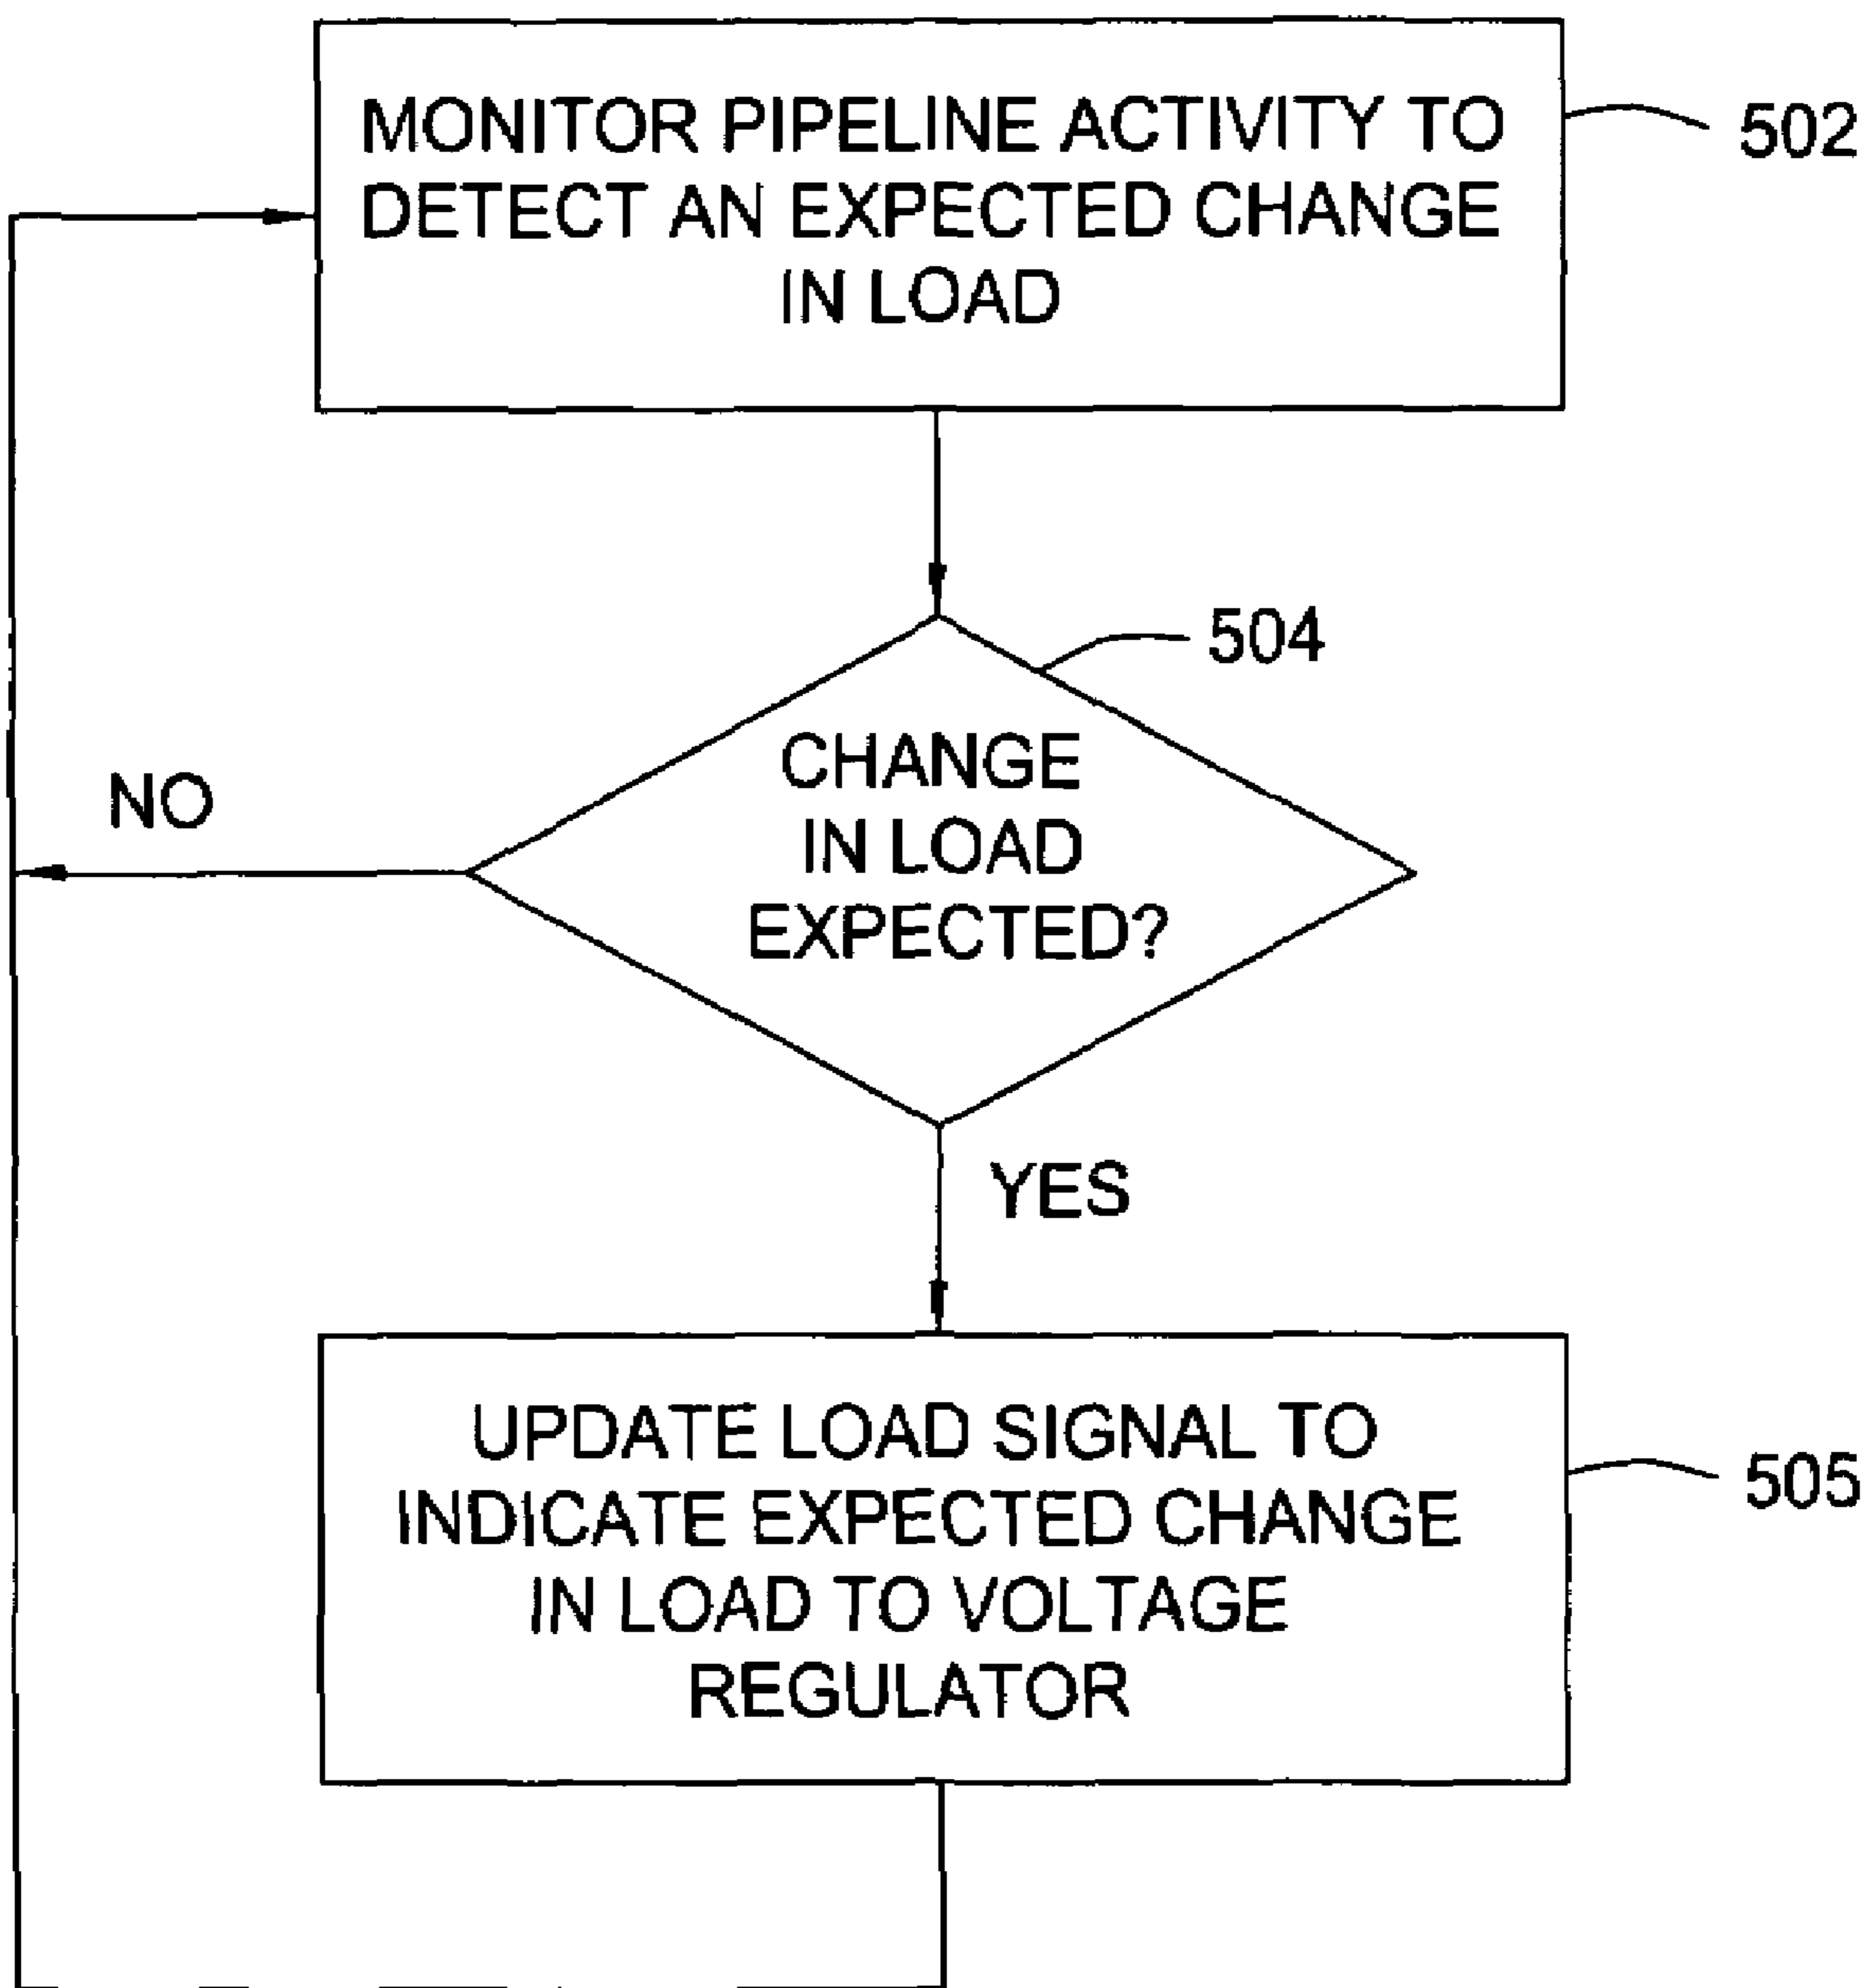 MONITOR PIPELINE ACTIVITY TO
DETECT AN EXPECTED CHANGE
IN LOAD
502
504
CHANGE
IN LOAD
EXPECTED?
NO
YES
UPDATE LOAD SIGNAL TO
INDICATE EXPECTED CHANGE
IN LOAD TO VOLTAGE
REGULATOR
505